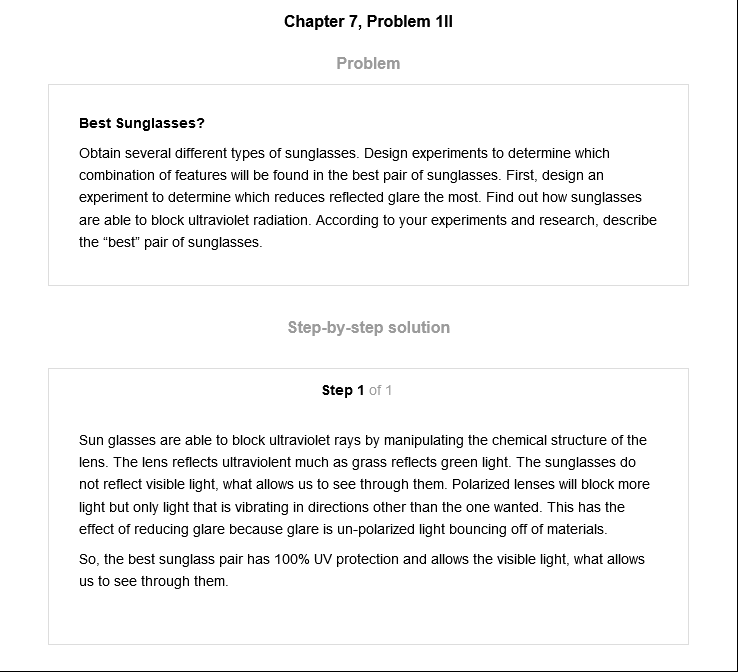 Chapter 7, Problem 1II
Problem
Best Sunglasses?
Obtain several different types of sunglasses. Design experiments to determine which
combination of features will be found in the best pair of sunglasses. First, design an
experiment to determine which reduces reflected glare the most. Find out how sunglasses
are able to block ultraviolet radiation. According to your experiments and research, describe
the “best” pair of sunglasses.
Step-by-step solution
Step 1 of 1
Sun glasses are able to block ultraviolet rays by manipulating the chemical structure of the
lens. The lens reflects ultraviolent much as grass reflects green light. The sunglasses do
not reflect visible light, what allows us to see through them. Polarized lenses will block more
light but only light that is vibrating in directions other than the one wanted. This has the
effect of reducing glare because glare is un-polarized light bouncing off of materials.
So, the best sunglass pair has 100% UV protection and allows the visible light, what allows
us to see through them.